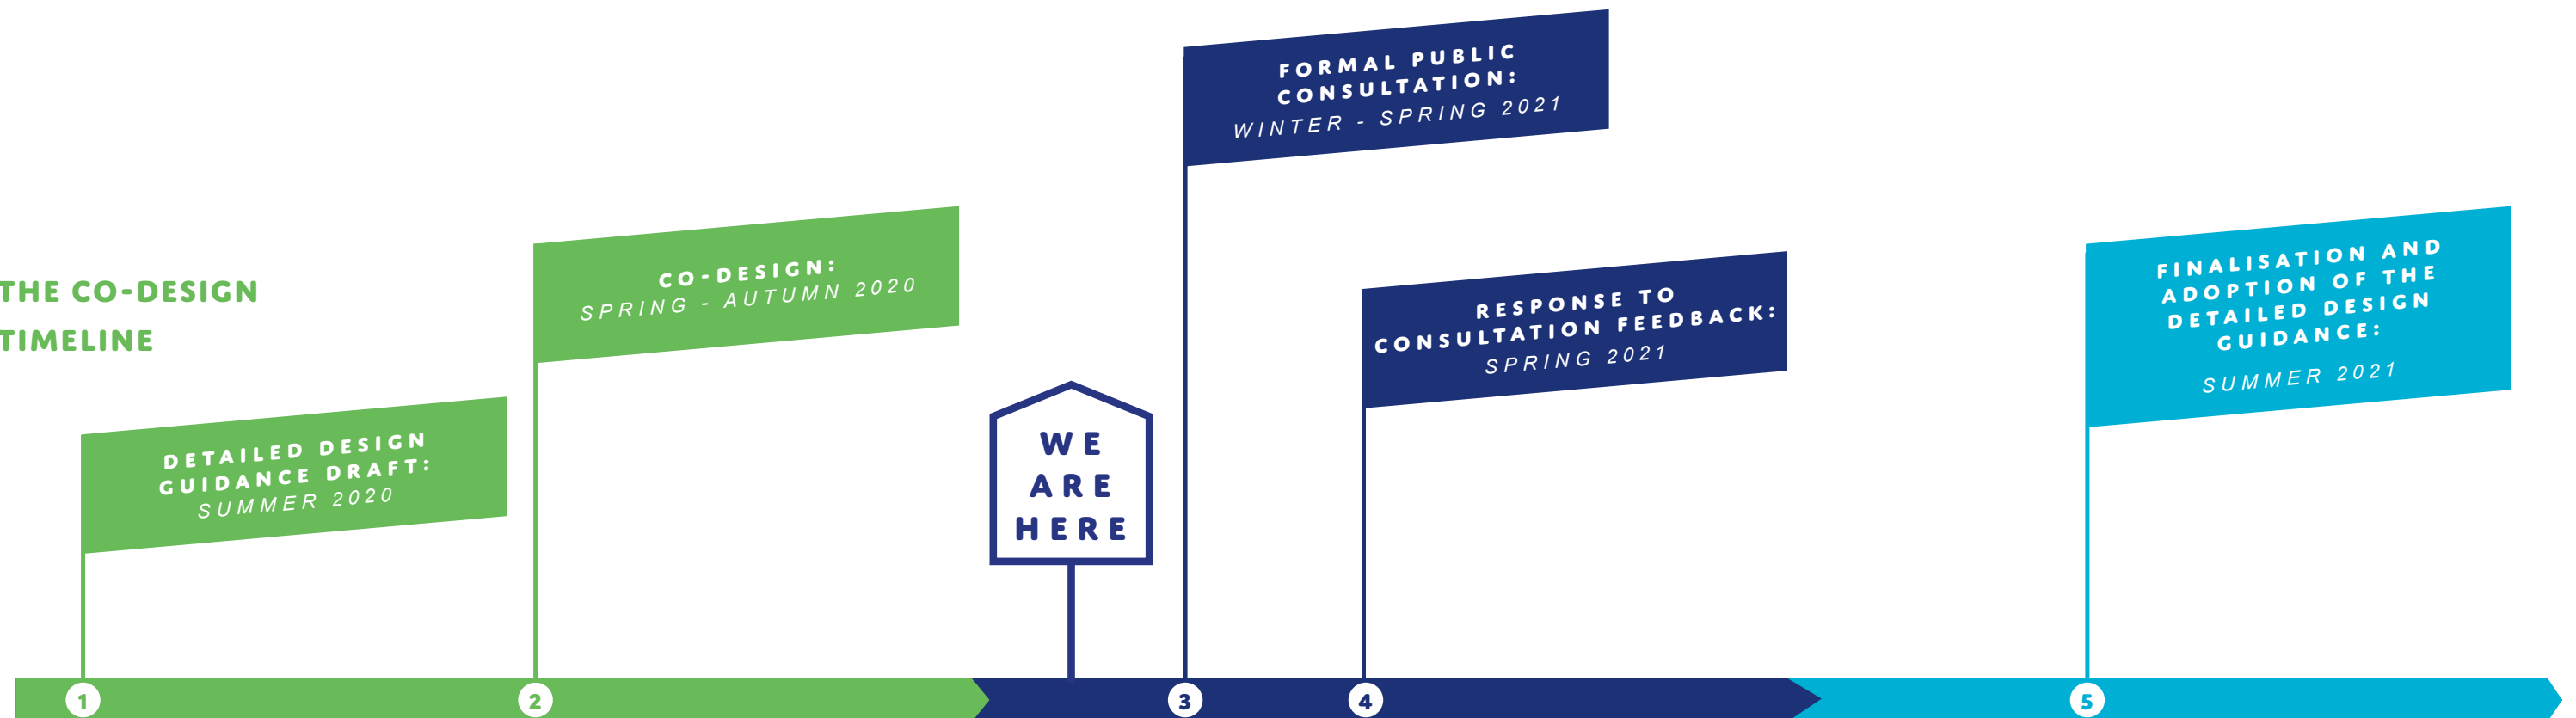 THE CO-DESIGN
TIMELINE
DETAILED DESIGN
GUIDANCE DRAFT:
SUMMER 2020
CO-DESIGN:
SPRING - AUTUMN 2020
WE
ARE
HERE
FORMAL PUBLIC
CONSULTATION:
WINTER - SPRING 2021
RESPONSE TO
CONSULTATION FEEDBACK:
SPRING 2021
FINALISATION AND
ADOPTION OF THE
DETAILED DESIGN
GUIDANCE:
SUMMER 2021
1
2
3
4
5